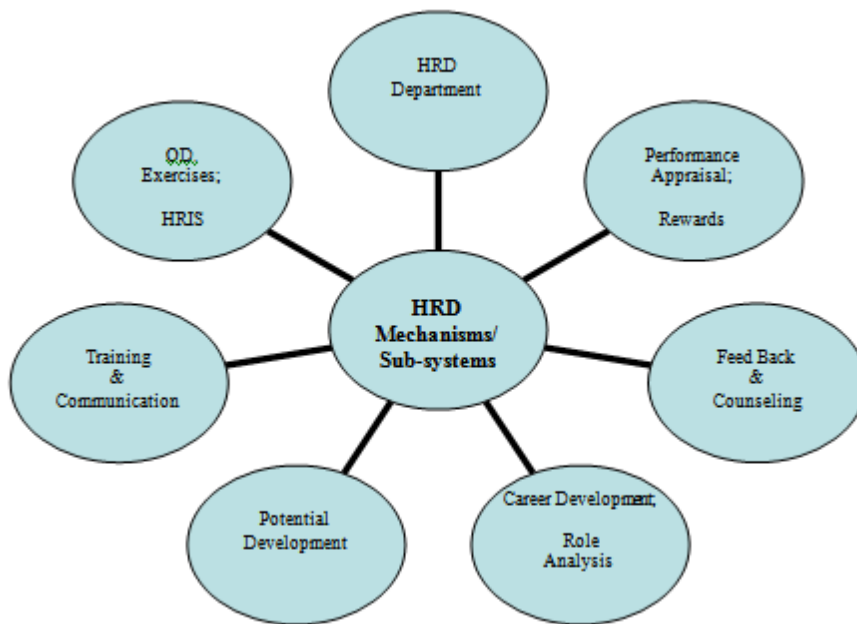 HRD
Department
Performance
Appraisal;
Rewards
Feed Back
&
Counseling
Career Development;
Role
Analysis
Potential
Development
Training
&
Communication
OD,
Exercises;
HRIS
HRD
Mechanisms/
Sub-systems